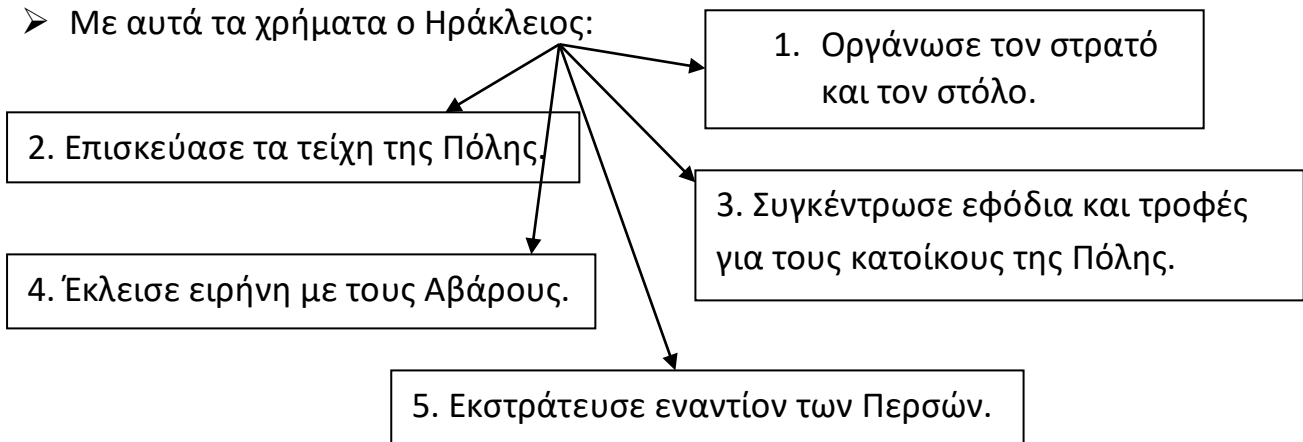 ➢ Με αυτά τα χρήματα ο Ηράκλειος:
1. Οργάνωσε τον στρατό
και τον στόλο.
2. Επισκεύασε τα τείχη της Πόλης.
3. Συγκέντρωσε εφόδια και τροφές
για τους κατοίκους της Πόλης.
4. Έκλεισε ειρήνη με τους Αβάρους.
5. Εκστράτευσε εναντίον των Περσών.